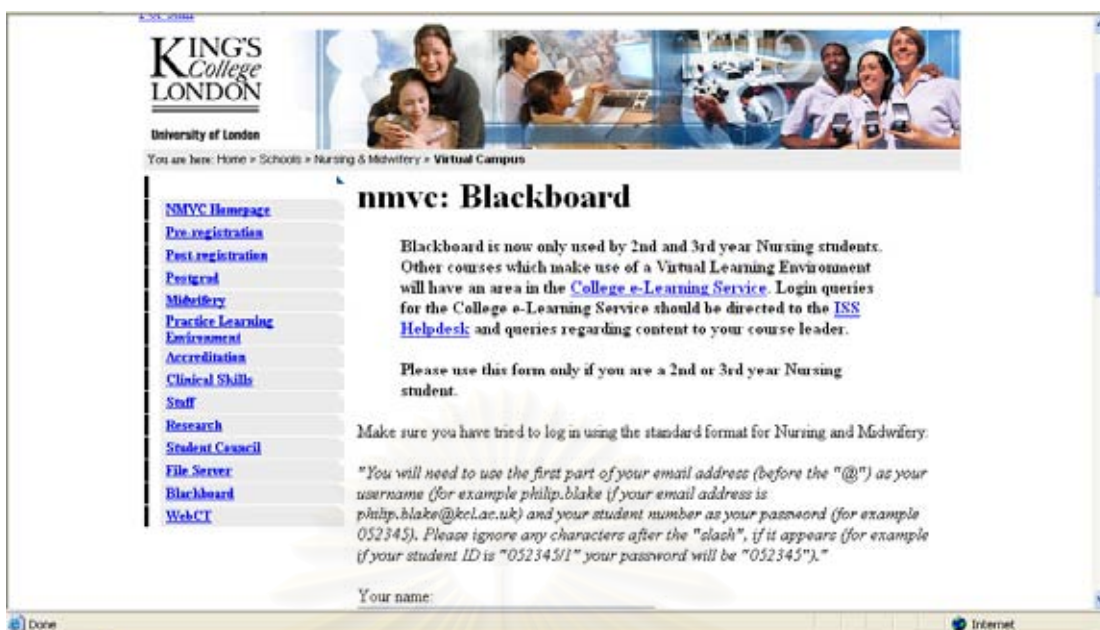 For Staff
KING'S
College
LONDON
University of London
You are here: Home » Schools » Nursing & Midwifery » Virtual Campus
NMVC Homepage
Pre-registration
Post-registration
Postgrad
Midwifery
Practice Learning
Environment
Accreditation
Clinical Skills
Staff
Research
Student Council
File Server
Blackboard
WebCT
nmvc: Blackboard
Blackboard is now only used by 2nd and 3rd year Nursing students.
Other courses which make use of a Virtual Learning Environment
will have an area in the College e-Learning Service. Login queries
for the College e-Learning Service should be directed to the ISS
Helpdesk and queries regarding content to your course leader.
Please use this form only if you are a 2nd or 3rd year Nursing
student.
Make sure you have tried to log in using the standard format for Nursing and Midwifery:
"You will need to use the first part of your email address (before the "@") as your
username (for example philip.blake if your email address is
philip.blake@kcl.ac.uk) and your student number as your password (for example
052345). Please ignore any characters after the "slash", if it appears (for example
if your student ID is "052345/1" your password will be "052345")."
Your name:
Done
Internet